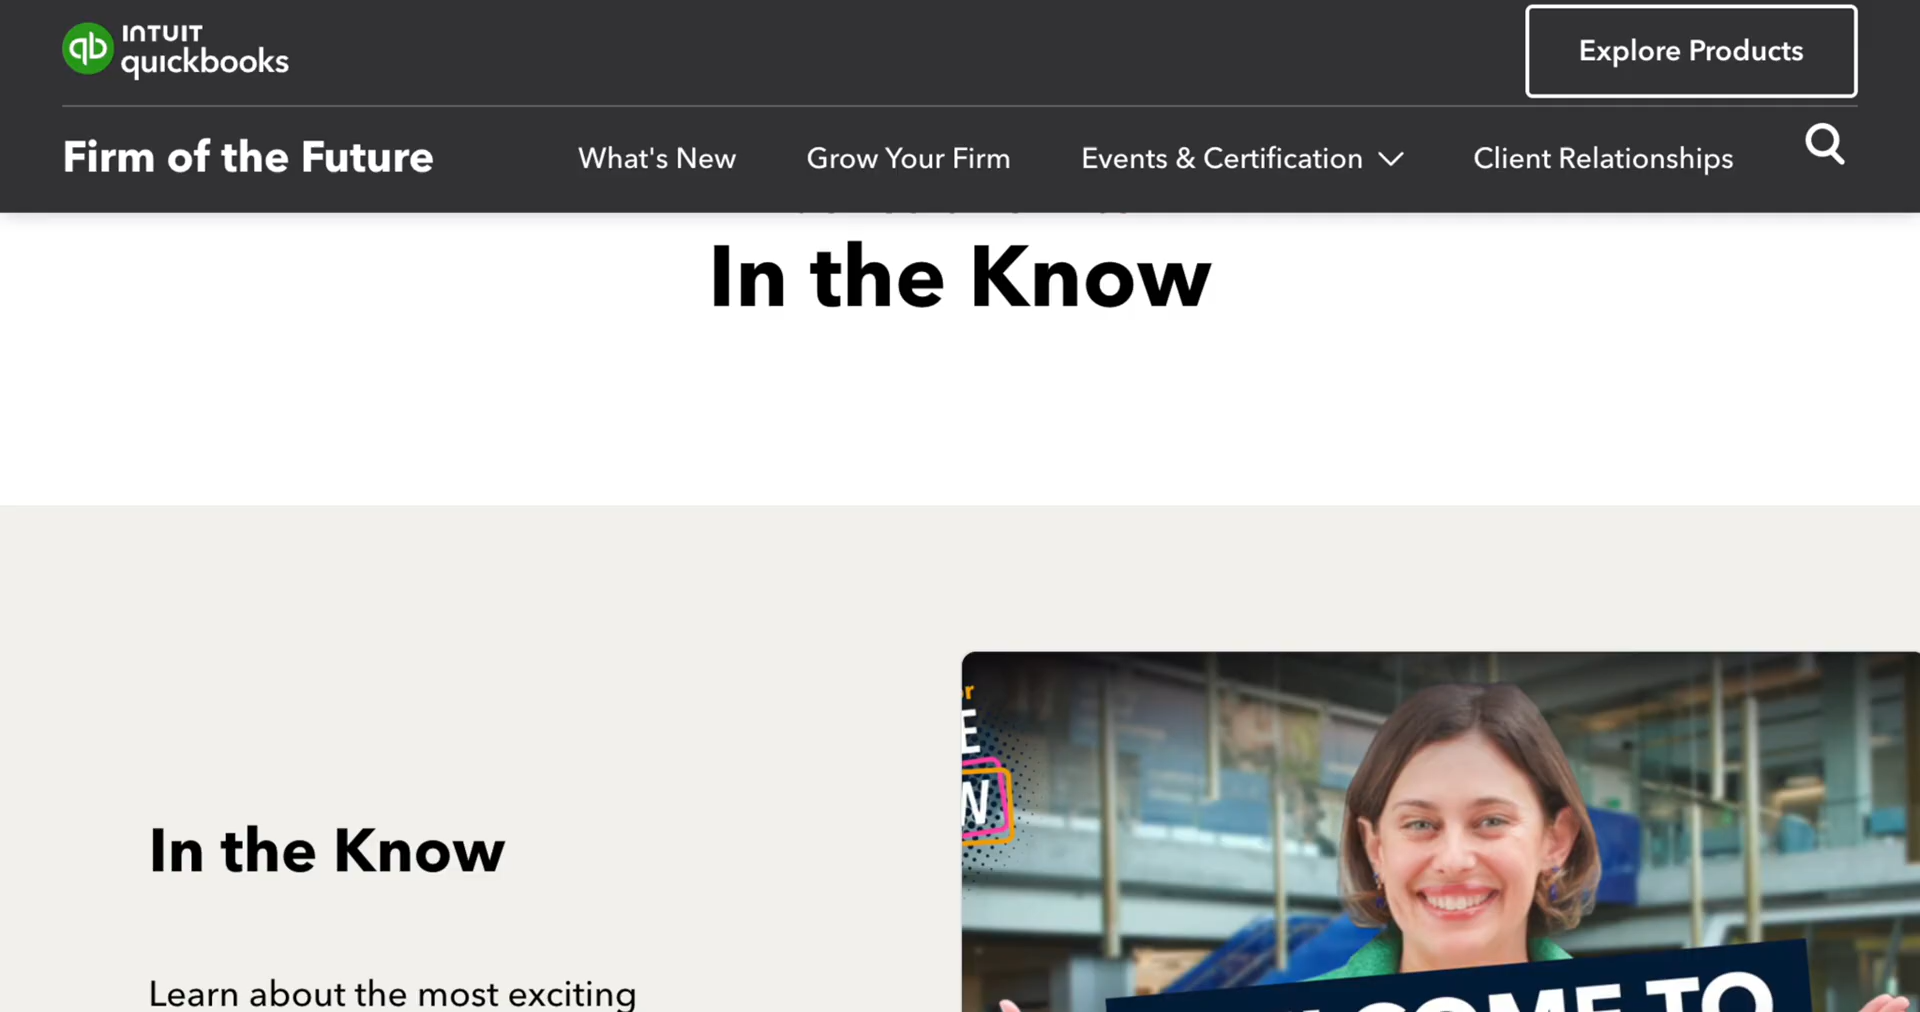 INTUIT
quickbooks
Explore Products
Firm of the Future
What's New
Grow Your Firm
Events & Certification
Client Relationships
In the Know
In the Know
Learn about the most exciting
TO